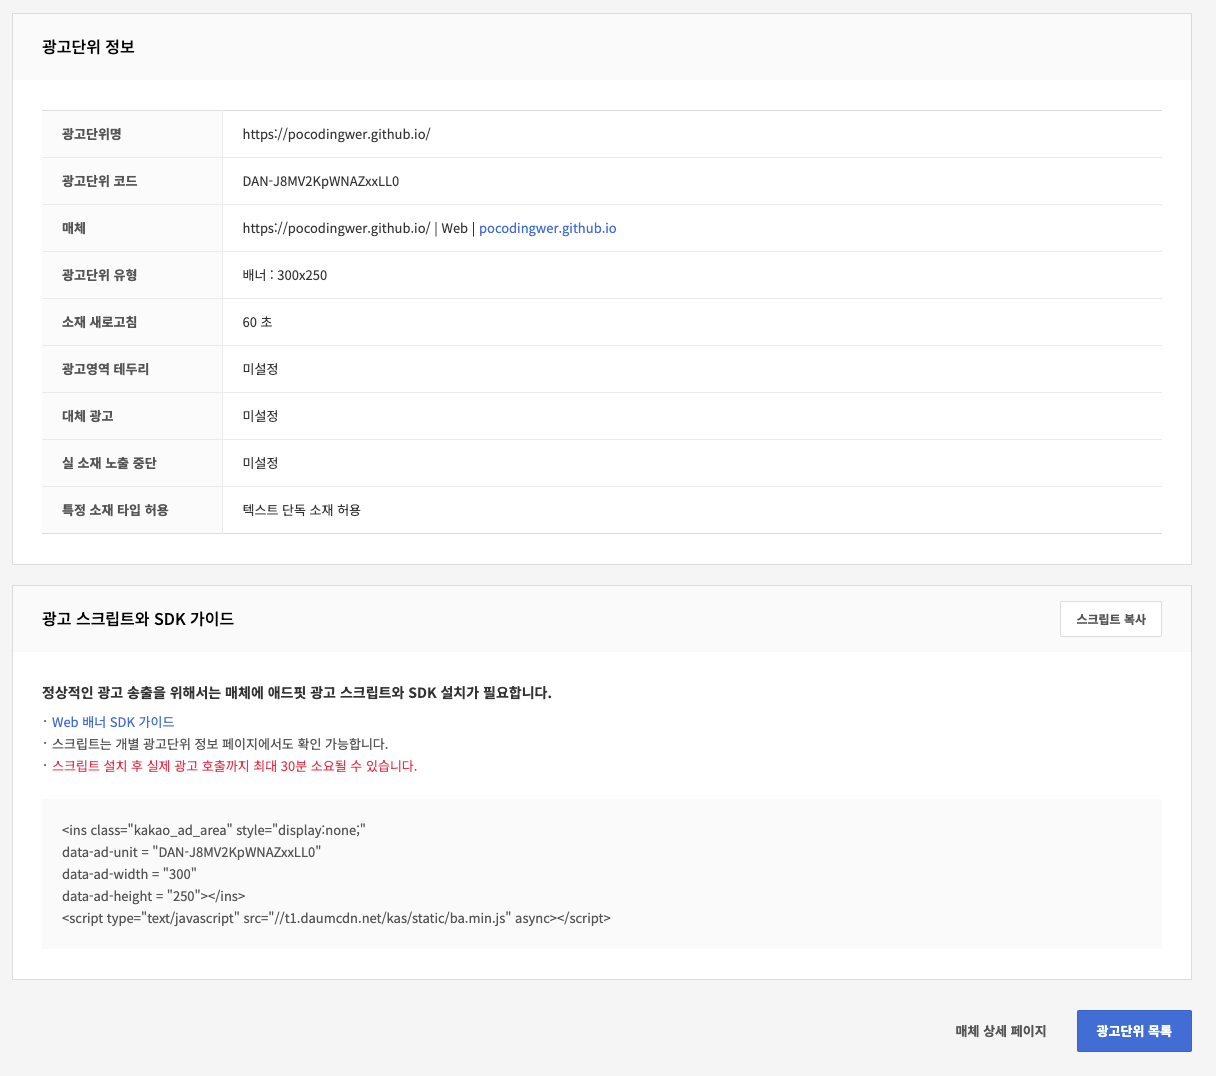 광고단위 정보
광고단위명 https://pocodingwer.github.io/
광고단위 코드 DAN-J8MV2KpWNAZxxLL0
매체 https://pocodingwer.github.io/ | Web | pocodingwer.github.io
광고단위 유형 배너 : 300x250
소재 새로고침 60 초
광고영역 테두리 미설정
대체 광고 미설정
실 소재 노출 중단 미설정
특정 소재 타입 허용 텍스트 단독 소재 허용
광고 스크립트와 SDK 가이드
스크립트 복사
정상적인 광고 송출을 위해서는 매체에 애드핏 광고 스크립트와 SDK 설치가 필요합니다.
· Web 배너 SDK 가이드
· 스크립트는 개별 광고단위 정보 페이지에서도 확인 가능합니다.
· 스크립트 설치 후 실제 광고 호출까지 최대 30분 소요될 수 있습니다.
<ins class="kakao_ad_area" style="display:none;"
data-ad-unit = "DAN-J8MV2KpWNAZxxLL0"
data-ad-width = "300"
data-ad-height = "250"></ins>
<script type="text/javascript" src="//t1.daumcdn.net/kas/static/ba.min.js" async></script>
매체 상세 페이지
광고단위 목록